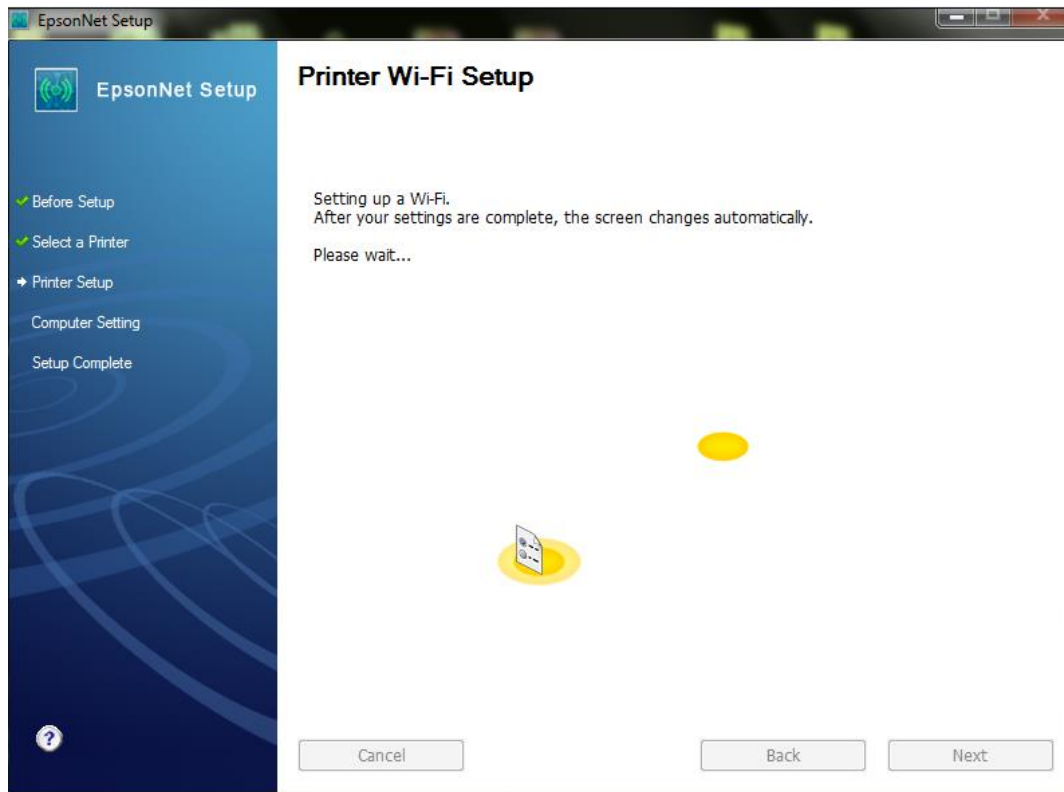 EpsonNet Setup
EpsonNet Setup
Printer Wi-Fi Setup
Before Setup
Select a Printer
Printer Setup
Computer Setting
Setup Complete
Setting up a Wi-Fi.
After your settings are complete, the screen changes automatically.
Please wait...
?
Cancel
Back
Next